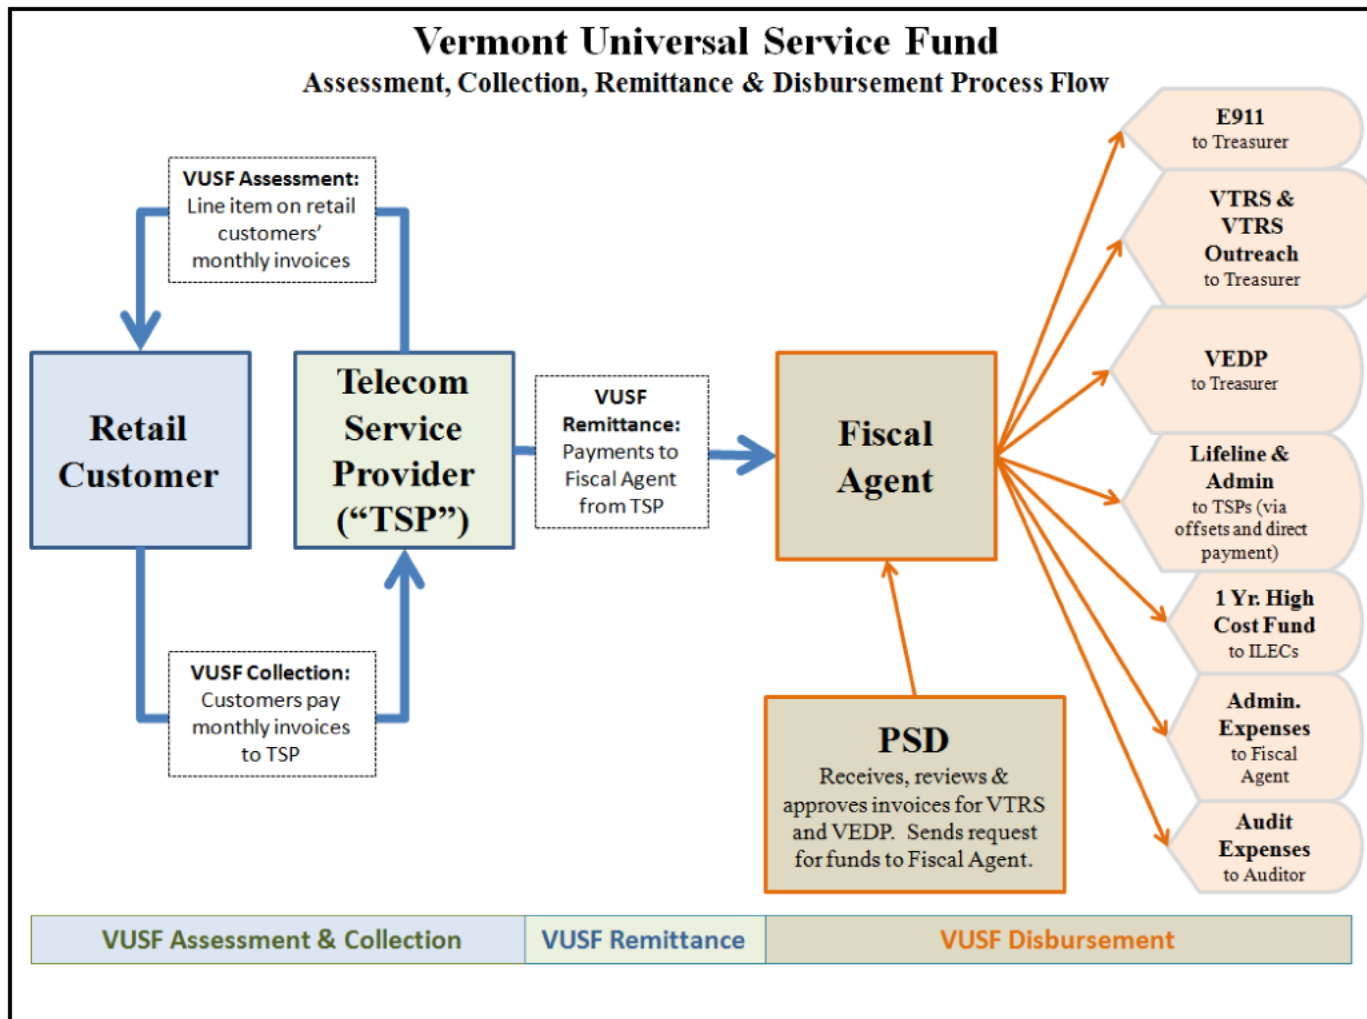 Vermont Universal Service Fund
Assessment, Collection, Remittance & Disbursement Process Flow
VUSF Assessment:
Line item on retail
customers’
monthly invoices
Retail
Customer
Telecom
Service
Provider
(“TSP”)
VUSF Collection:
Customers pay
monthly invoices
to TSP
VUSF
Remittance:
Payments to
Fiscal Agent
from TSP
Fiscal
Agent
PSD
Receives, reviews &
approves invoices for VTRS
and VEDP.  Sends request
for funds to Fiscal Agent.
E911
to Treasurer
VTRS &
VTRS
Outreach
to Treasurer
VEDP
to Treasurer
Lifeline &
Admin
to TSPs (via
offsets and direct
payment)
1 Yr. High
Cost Fund
to ILECs
Admin.
Expenses
to Fiscal
Agent
Audit
Expenses
to Auditor
VUSF Assessment & Collection
VUSF Remittance
VUSF Disbursement